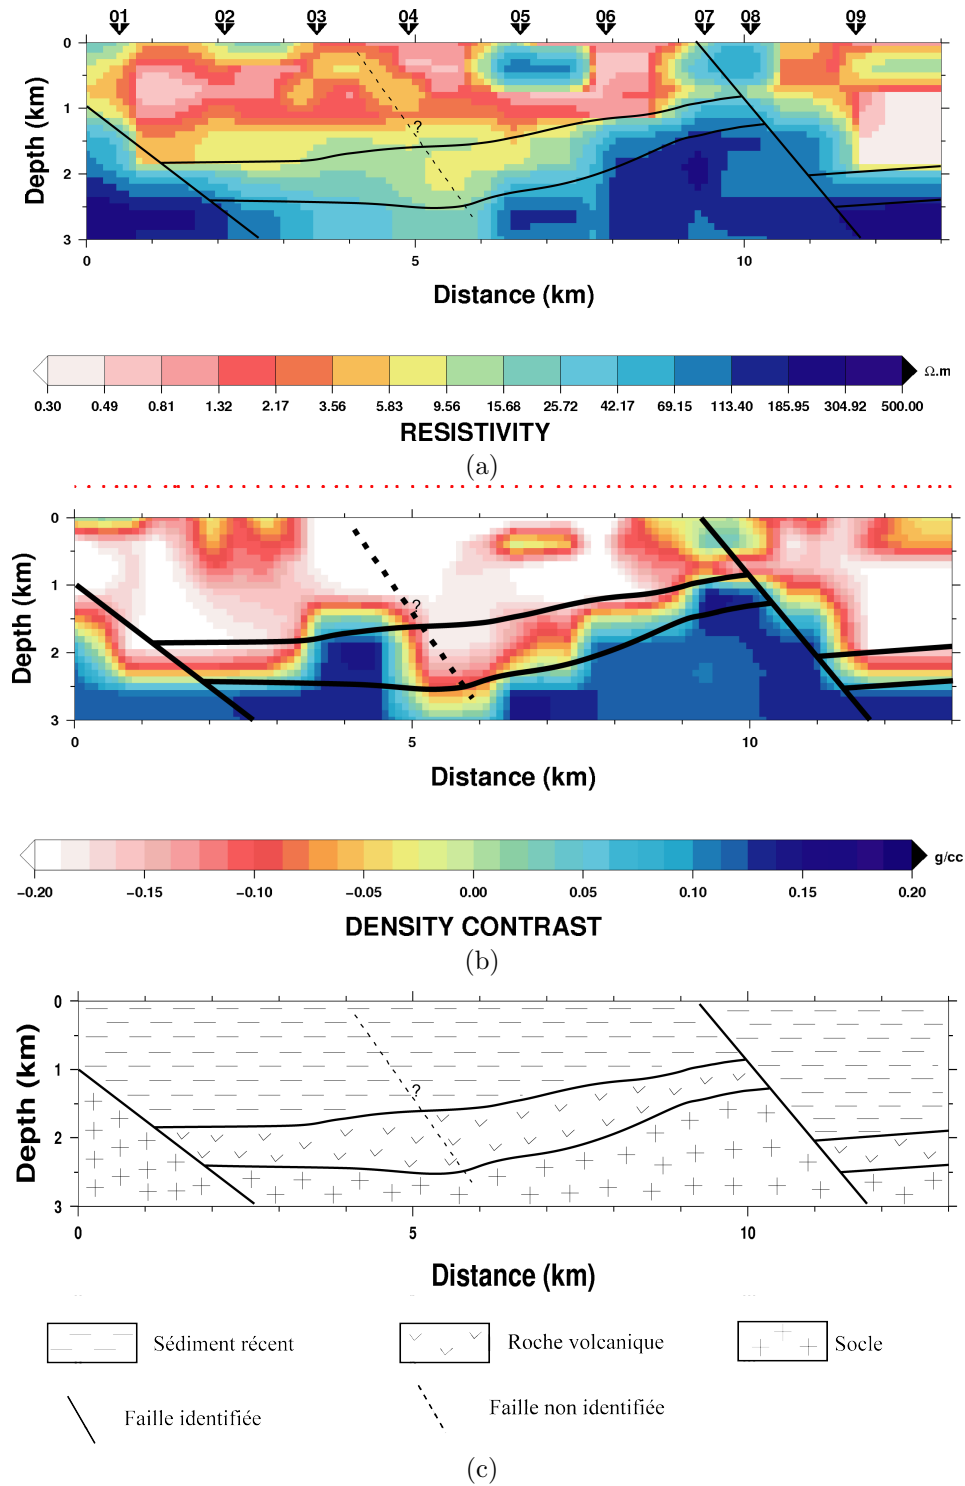 01 02 03 04 05 06 07 08 09
0
1
2
3
Depth (km)
?
0 5 10
Distance (km)
Ω.m
0.30 0.49 0.81 1.32 2.17 3.56 5.83 9.56 15.68 25.72 42.17 69.15 113.40 185.95 304.92 500.00
RESISTIVITY
(a)
0
1
2
3
Depth (km)
?
0 5 10
Distance (km)
g/cc
−0.20 −0.15 −0.10 −0.05 0.00 0.05 0.10 0.15 0.20
DENSITY CONTRAST
(b)
0
1
2
3
Depth (km)
?
0 5 10
Distance (km)
Sédiment récent Roche volcanique Socle
Faille identifiée Faille non identifiée
(c)